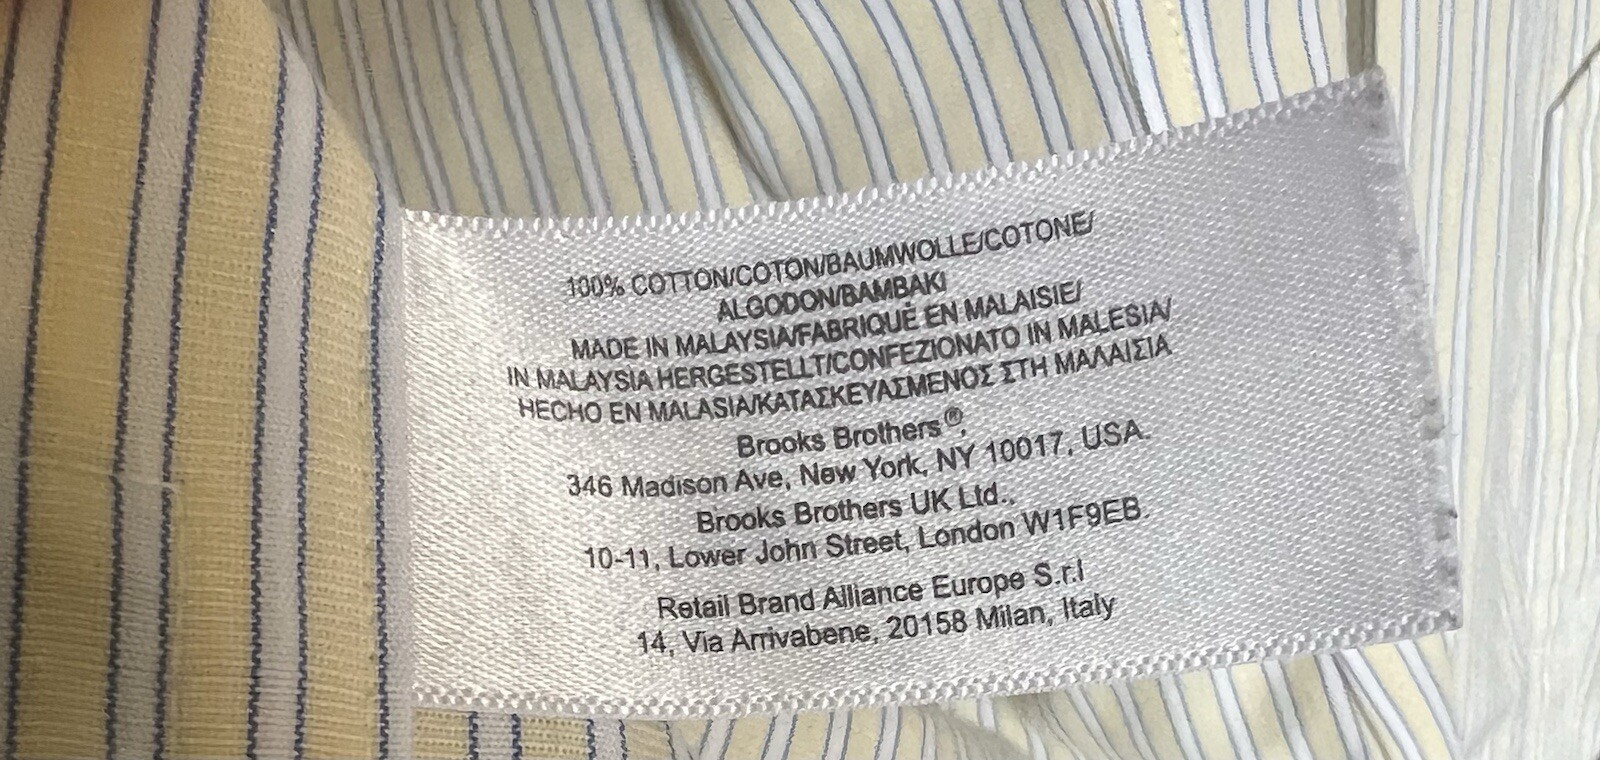 100% COTTON/COTON/BAUMWOLLE/COTONE/
ALGODON/BAMBAKI
MADE IN MALAYSIA/FABRIQUÉ EN MALAISIE/
IN MALAYSIA HERGESTELLT/CONFEZIONATO IN MALESIA/
HECHO EN MALASIA/ΚΑΤΑΣΚΕΥΑΣΜΕΝΟΣ ΣΤΗ ΜΑΛΑΙΣΙΑ
Brooks Brothers®,
346 Madison Ave, New York, NY 10017, USA.
Brooks Brothers UK Ltd.,
10-11, Lower John Street, London W1F9EB.
Retail Brand Alliance Europe S.r.l
14, Via Arrivabene, 20158 Milan, Italy